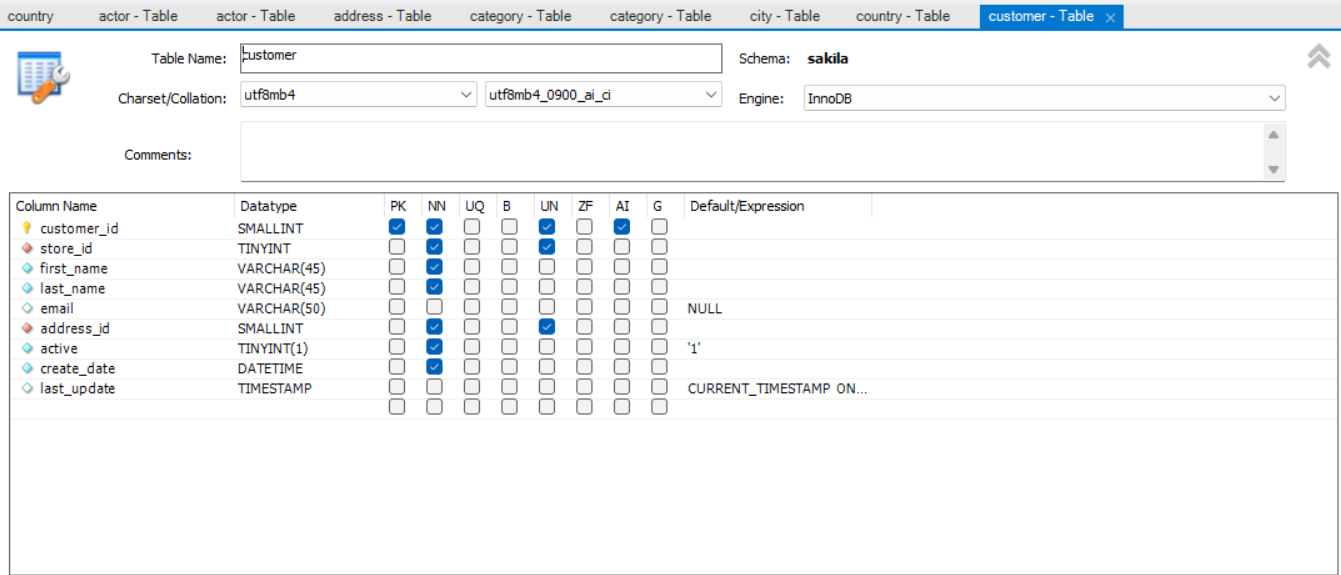 country actor - Table actor - Table address - Table category - Table category - Table city - Table country - Table customer - Table
Table Name: customer Schema: sakila
Charset/Collation: utf8mb4 utf8mb4_0900_ai_ci Engine: InnoDB
Comments:
Column Name Datatype PK NN UQ B UN ZF AI G Default/Expression
customer_id SMALLINT
store_id TINYINT
first_name VARCHAR(45)
last_name VARCHAR(45)
email VARCHAR(50) NULL
address_id SMALLINT
active TINYINT(1) '1'
create_date DATETIME
last_update TIMESTAMP CURRENT_TIMESTAMP ON...